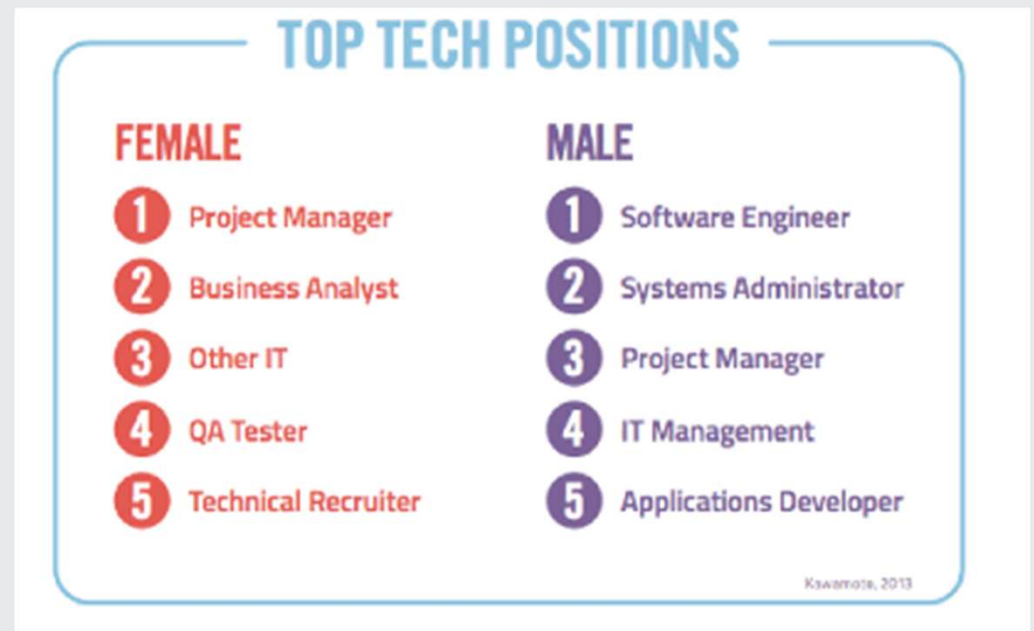 TOP TECH POSITIONS
FEMALE
1 Project Manager
2 Business Analyst
3 Other IT
4 QA Tester
5 Technical Recruiter
MALE
1 Software Engineer
2 Systems Administrator
3 Project Manager
4 IT Management
5 Applications Developer
Kawamoto, 2013